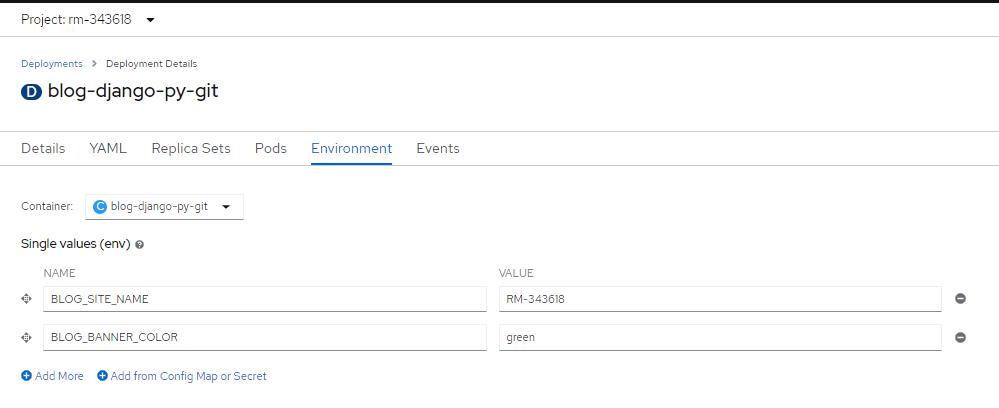 Project: rm-343618
Deployments > Deployment Details
D blog-django-py-git
Details YAML Replica Sets Pods Environment Events
Container: C blog-django-py-git
Single values (env)
NAME VALUE
BLOG_SITE_NAME RM-343618
BLOG_BANNER_COLOR green
Add More Add from Config Map or Secret